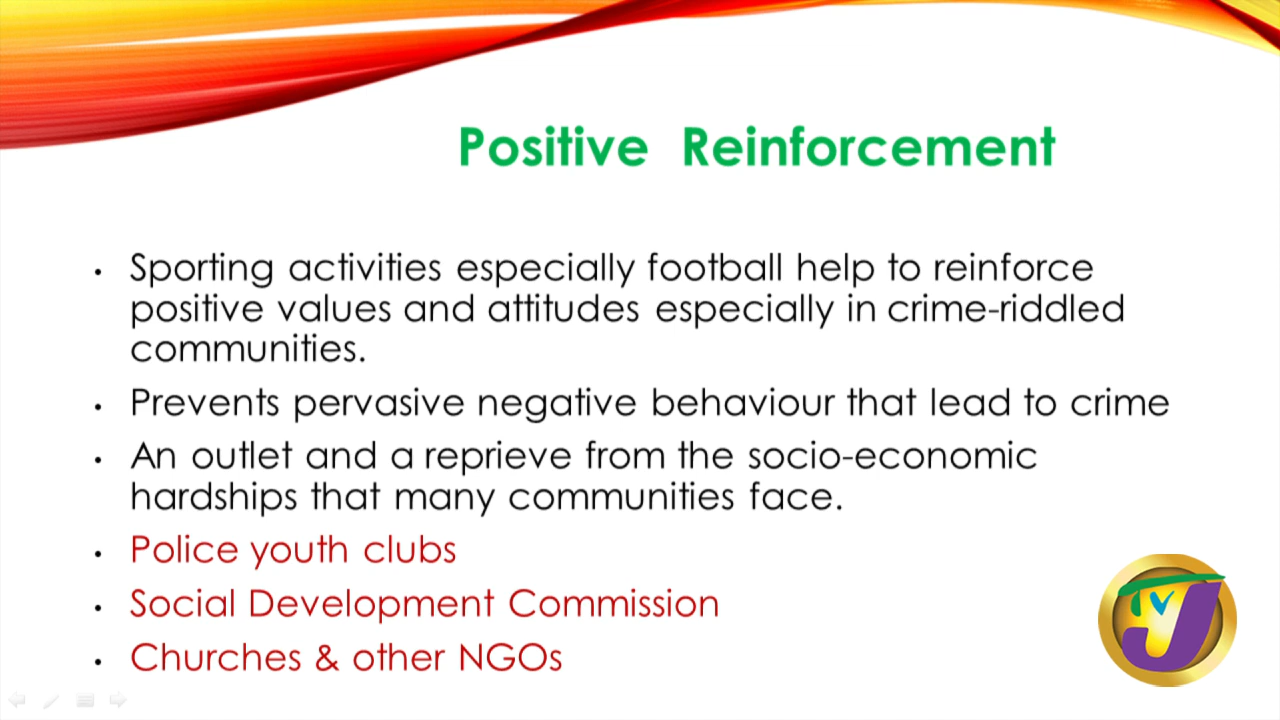 Positive Reinforcement
• Sporting activities especially football help to reinforce
positive values and attitudes especially in crime-riddled
communities.
• Prevents pervasive negative behaviour that lead to crime
• An outlet and a reprieve from the socio-economic
hardships that many communities face.
• Police youth clubs
• Social Development Commission
• Churches & other NGOs
TVJ